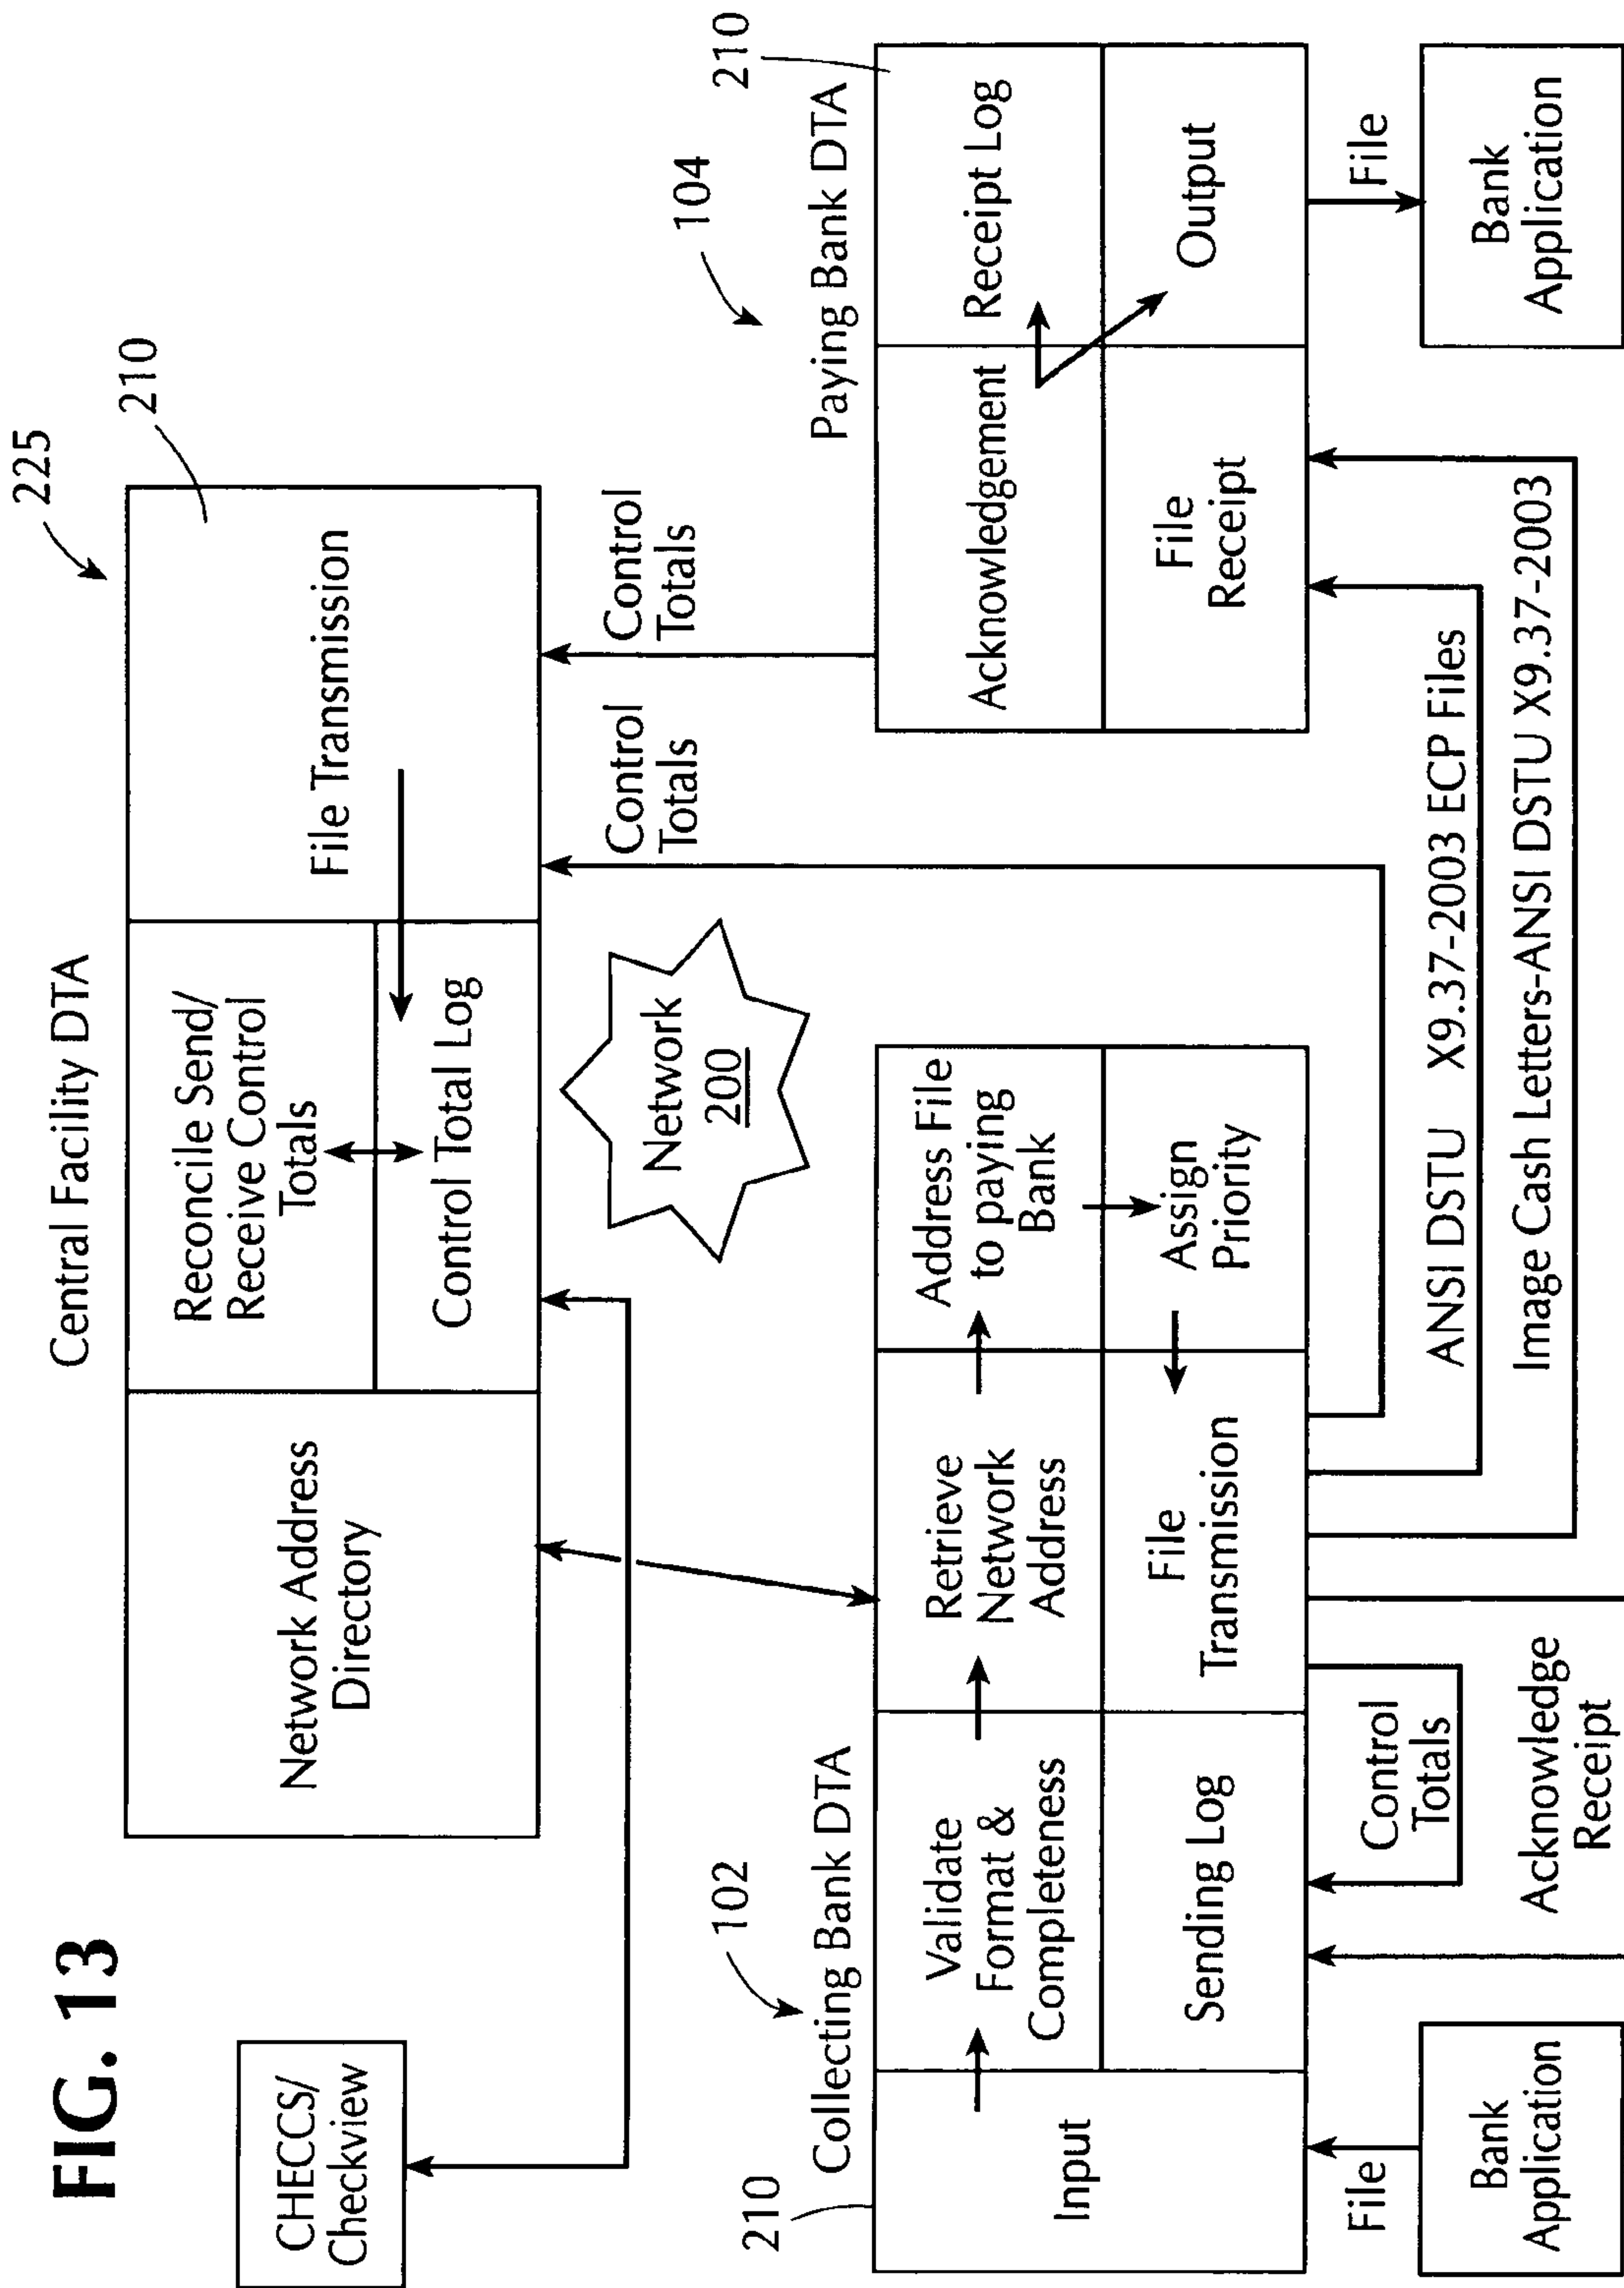 FIG. 13
CHECCS/
Checkview
Central Facility DTA
225
210
Network Address
Directory
Reconcile Send/
Receive Control
Totals
Control Total Log
File Transmission
Network
200
Control
Totals
Control
Totals
102
Collecting Bank DTA
210
Input
Validate
Format &
Completeness
Retrieve
Network
Address
Address File
to paying
Bank
Sending Log
File
Transmission
Assign
Priority
104
Paying Bank DTA
210
Acknowledgement
Receipt Log
File
Receipt
Output
File
Bank
Application
Control
Totals
Acknowledge
Receipt
ANSI DSTU X9.37-2003 ECP Files
Image Cash Letters-ANSI DSTU X9.37-2003
File
Bank
Application